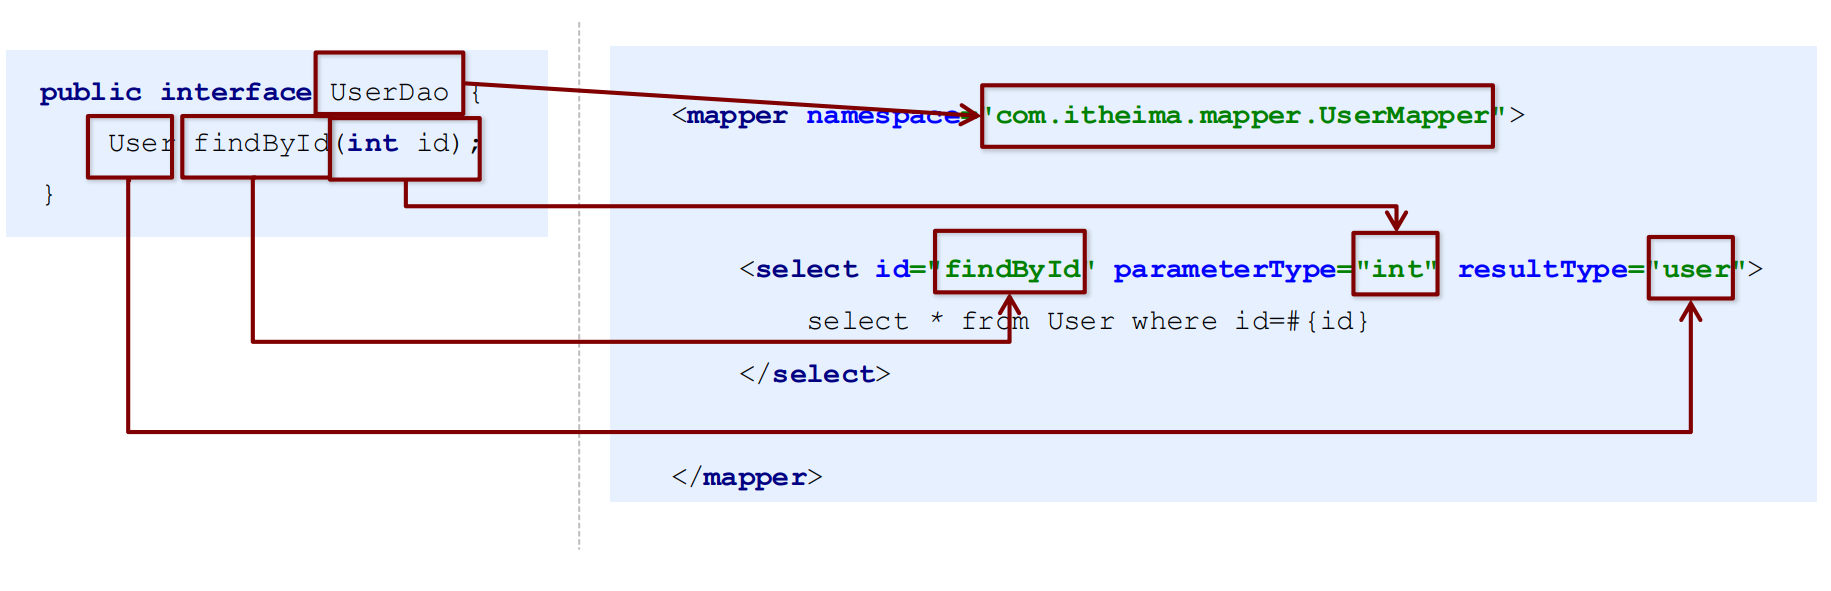 public interface UserDao {
User findById(int id);
}
<mapper namespace="com.itheima.mapper.UserMapper">
<select id="findById" parameterType="int" resultType="user">
select * from User where id=#{id}
</select>
</mapper>